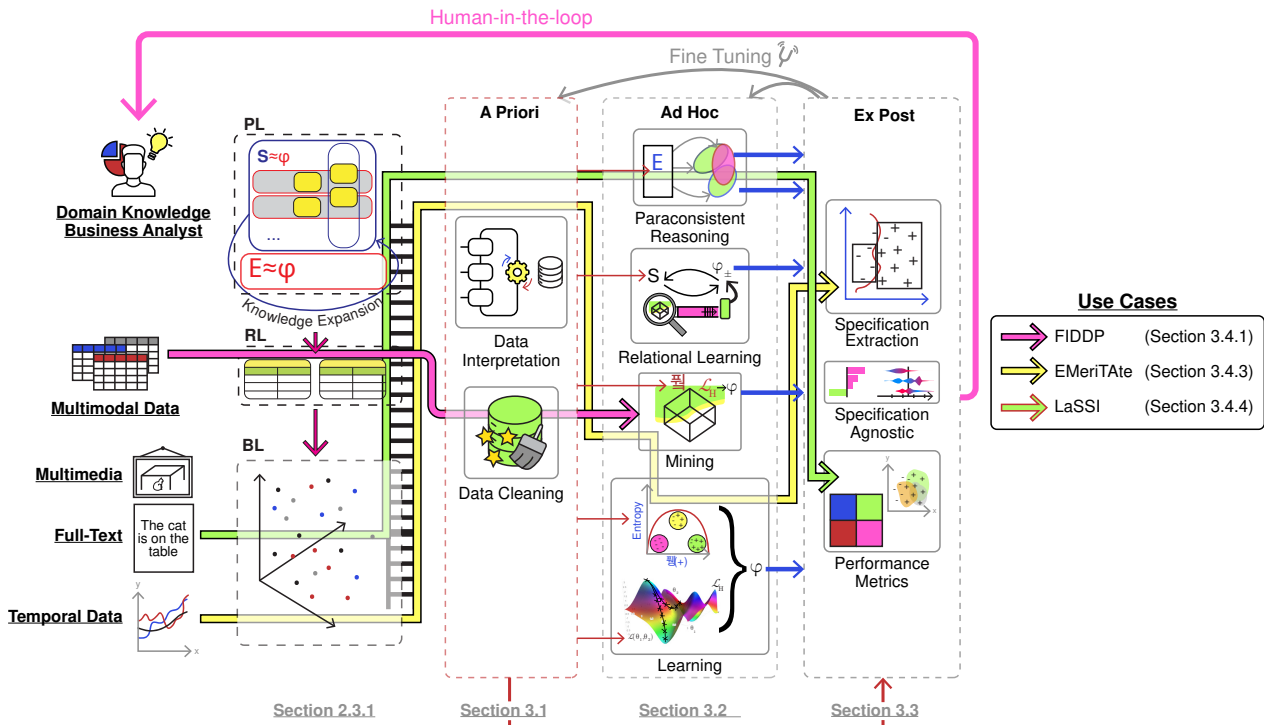 Human-in-the-loop
Fine Tuning
A Priori
Ad Hoc
Ex Post
PL
S≈φ
...
E≈φ
Knowledge Expansion
Domain Knowledge
Business Analyst
E
Paraconsistent
Reasoning
Data
Interpretation
S
φ
±
Relational Learning
Specification
Extraction
Use Cases
FIDDP (Section 3.4.1)
EMeriTAte (Section 3.4.3)
LaSSI (Section 3.4.4)
RL
Multimodal Data
ℒH
φ
Mining
Specification
Agnostic
Data Cleaning
BL
Multimedia
Full-Text
The cat
is on the
table
Temporal Data
y
x
Entropy
(+)
φ
ℒH
ℒ(θ1,θ2)
Learning
y
x
Performance
Metrics
Section 2.3.1
Section 3.1
Section 3.2
Section 3.3